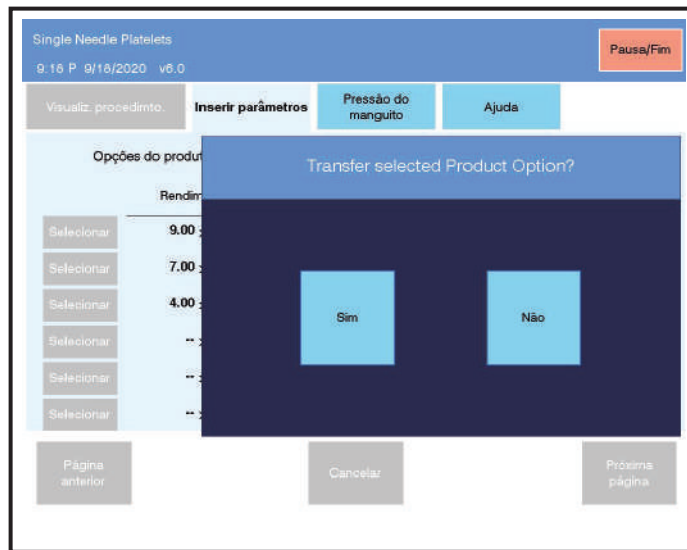 Single Needle Platelets
9:18 P 9/18/2020 v6.0
Pausa/Fim
Visualiz. procedimto.
Inserir parâmetros
Pressão do
manguito
Ajuda
Opções do
Transfer selected Product Option?
Selecionar
9.00
Selecionar
7.00
Selecionar
4.00
Selecionar
--
Selecionar
--
Selecionar
--
Sim
Não
Página
anterior
Cancelar
Próxima
página